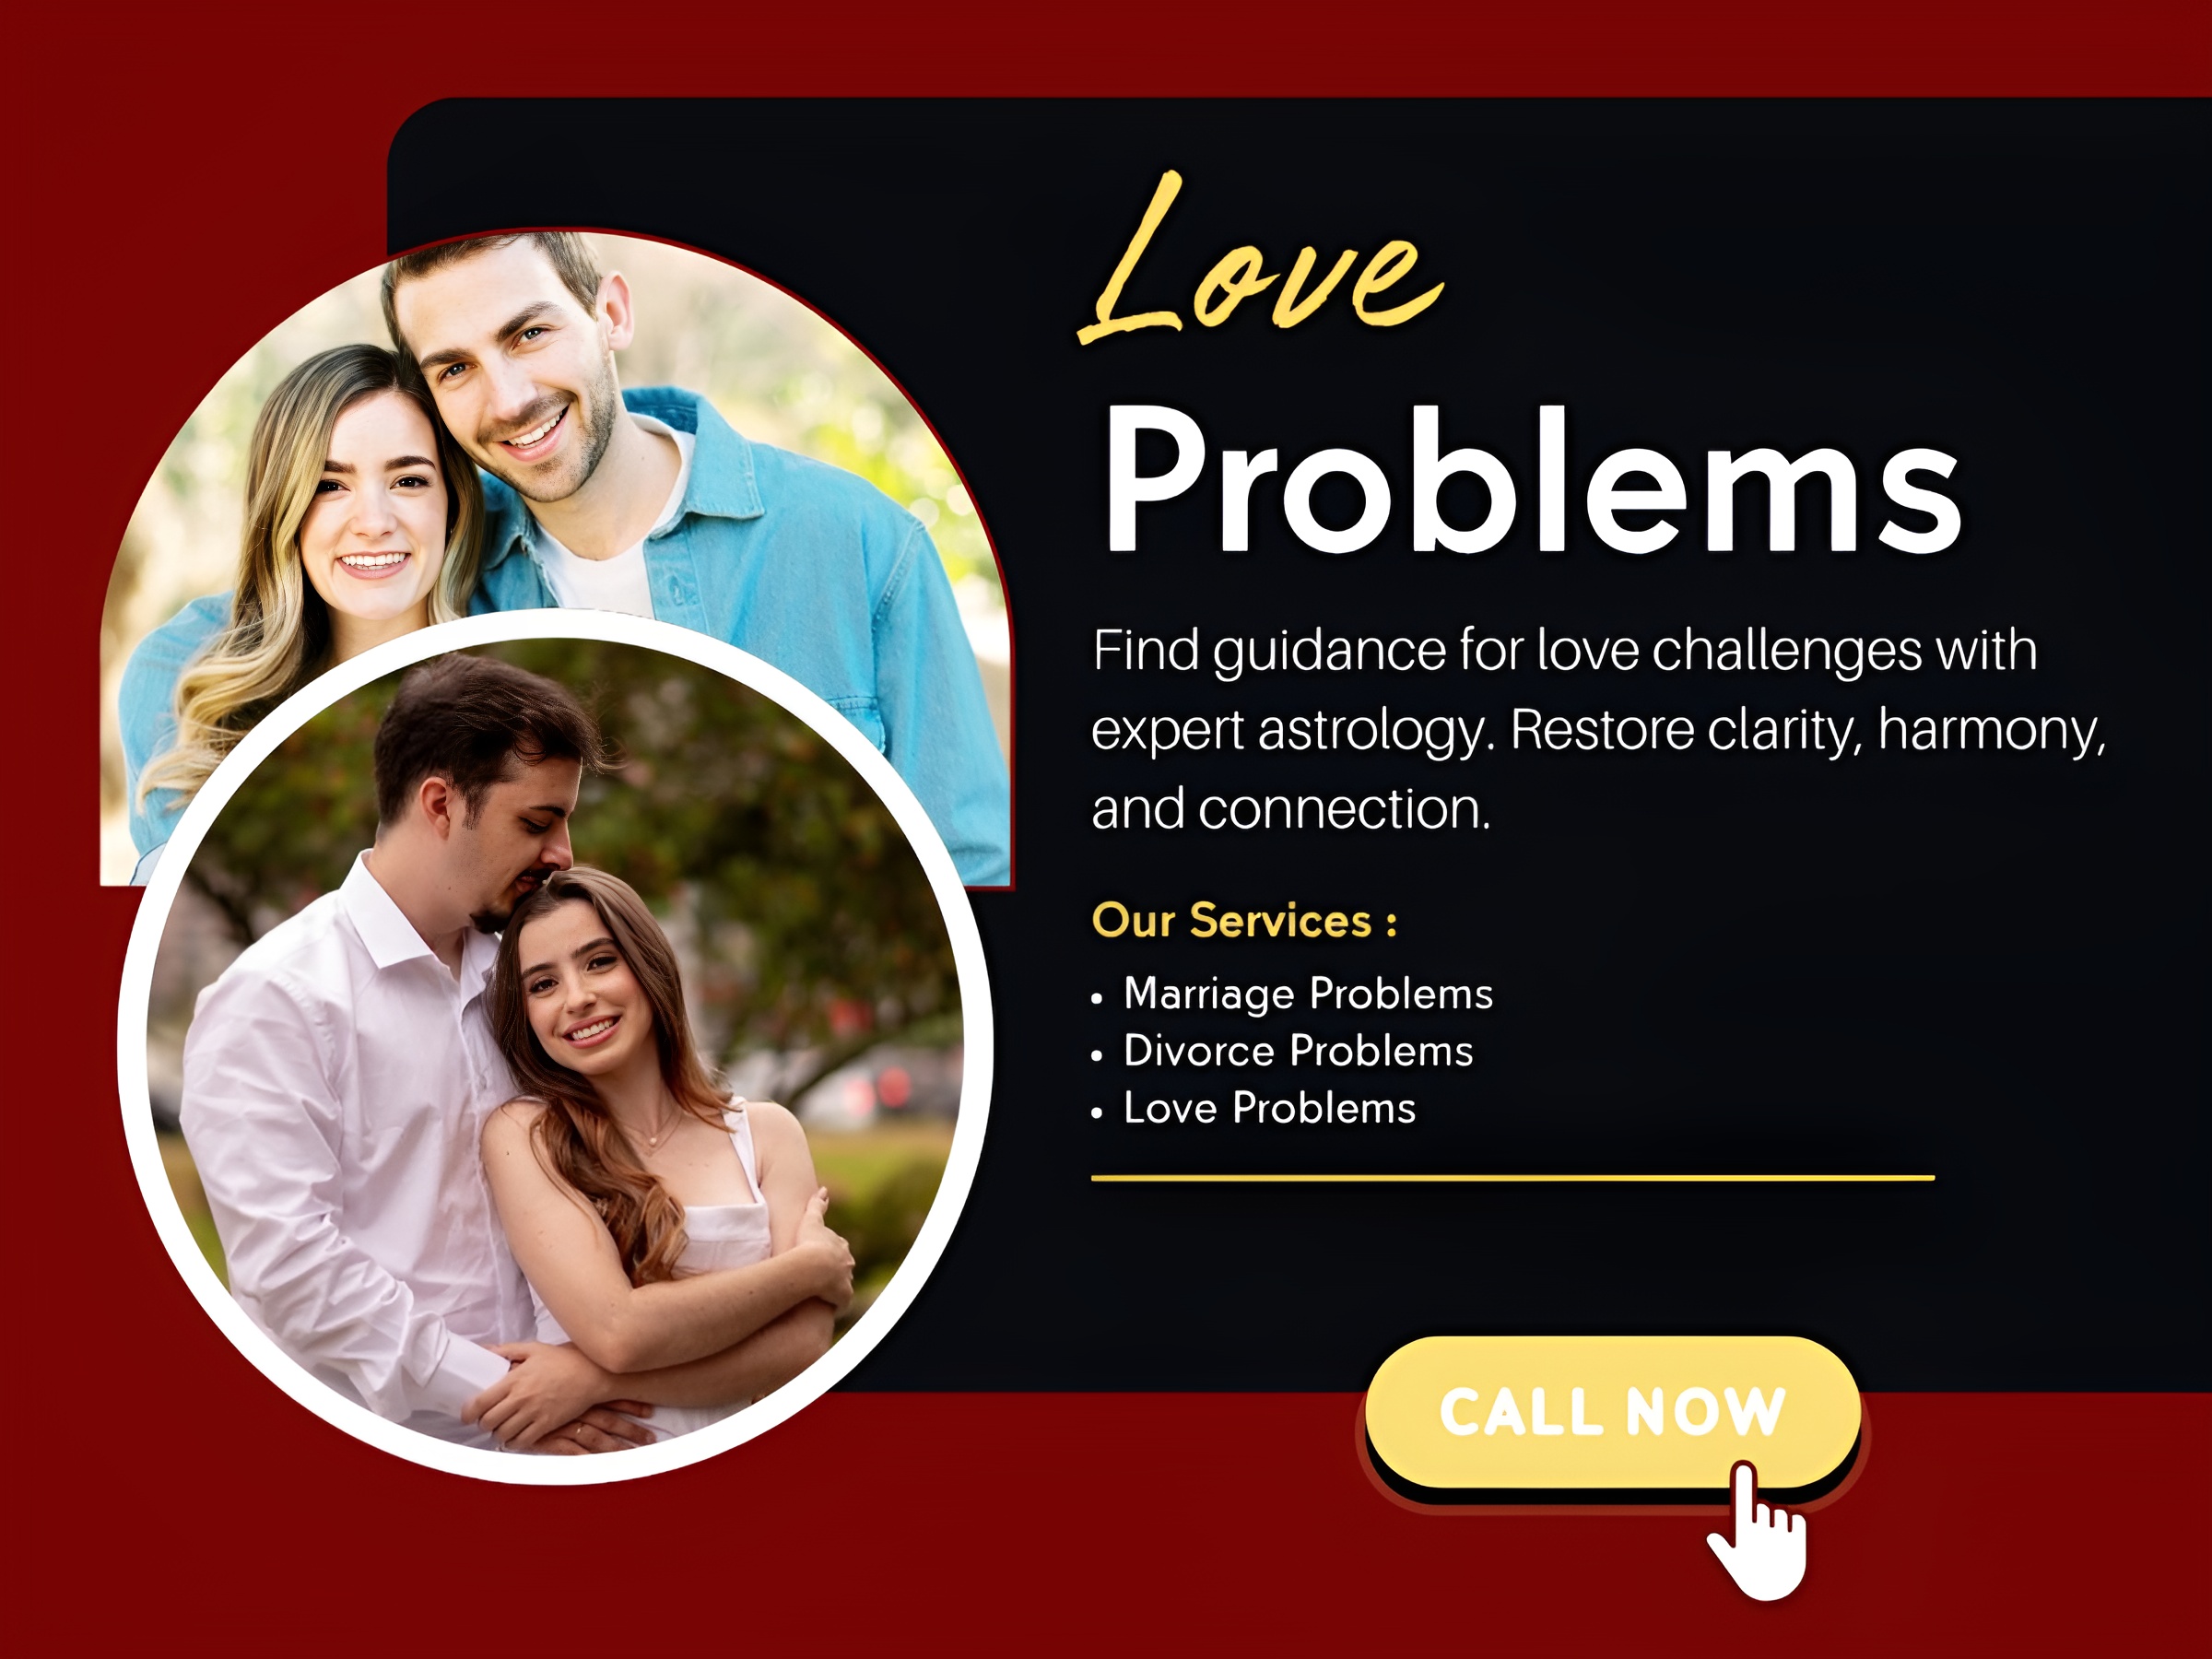 Love
Problems
Find guidance for love challenges with
expert astrology. Restore clarity, harmony,
and connection.
Our Services :
• Marriage Problems
• Divorce Problems
• Love Problems
CALL NOW